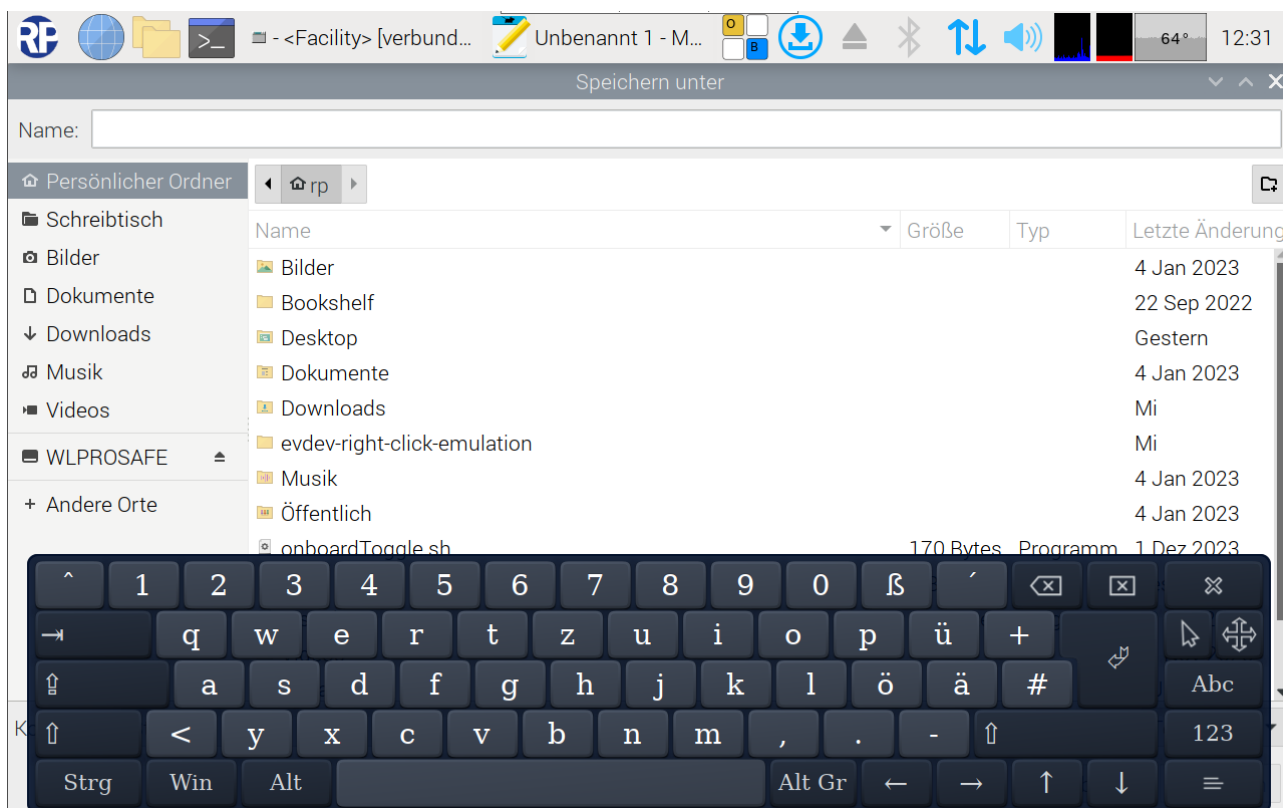 RF >_ - <Facility> [verbund... Unbenannt 1 - M... O B 64° 12:31
Speichern unter
Name:
Persönlicher Ordner rp
Schreibtisch
Name Größe Typ Letzte Änderung
Bilder
Bilder 4 Jan 2023
Dokumente
Bookshelf 22 Sep 2022
Downloads
Desktop Gestern
Musik
Dokumente 4 Jan 2023
Videos
Downloads Mi
WLPROSAFE
evdev-right-click-emulation Mi
Andere Orte
Musik 4 Jan 2023
Öffentlich 4 Jan 2023
onboardToggle.sh 170 Bytes Programm 1 Dez 2023
^ 1 2 3 4 5 6 7 8 9 0 ß ´
q w e r t z u i o p ü +
a s d f g h j k l ö ä # Abc
K < y x c v b n m , . - 123
Strg Win Alt Alt Gr ← → ↑ ↓